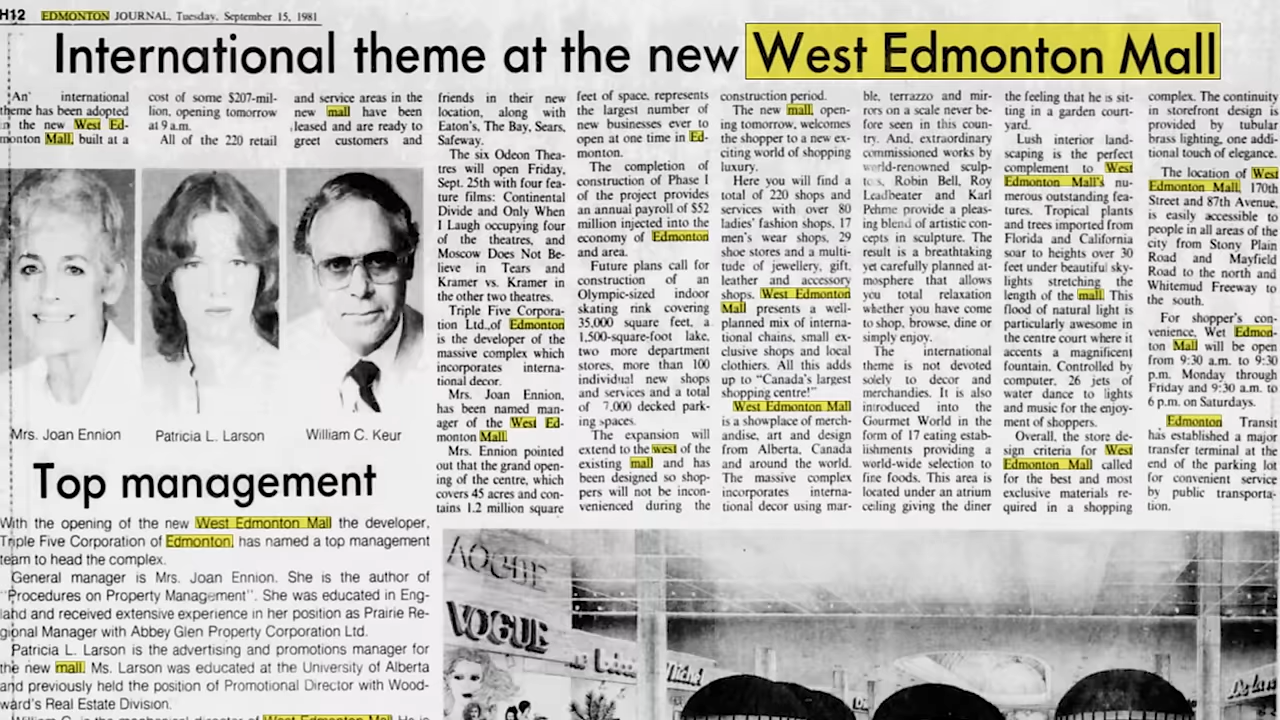 H12 EDMONTON JOURNAL, Tuesday, September 15, 1981
International theme at the new West Edmonton Mall
An international
theme has been adopted
in the new West Ed-
monton Mall, built at a
cost of some $207-mil-
lion, opening tomorrow
at 9 a.m.
All of the 220 retail
and service areas in the
new mall have been
leased and are ready to
greet customers and
friends in their new
location, along with
Eaton's, The Bay, Sears,
Safeway.
The six Odeon Thea-
tres will open Friday,
Sept. 25th with four fea-
ture films: Continental
Divide and Only When
I Laugh occupying four
of the theatres, and
Moscow Does Not Be-
lieve in Tears and
Kramer vs. Kramer in
the other two theatres.
Triple Five Corpora-
tion Ltd.,of Edmonton
is the developer of the
massive complex which
incorporates interna-
tional decor.
Mrs. Joan Ennion,
has been named man-
ager of the West Ed-
monton Mall.
Mrs. Ennion pointed
out that the grand open-
ing of the centre, which
covers 45 acres and con-
tains 1.2 million square
feet of space, represents
the largest number of
new businesses ever to
open at one time in Ed-
monton.
The completion of
construction of Phase I
of the project provides
an annual payroll of $52
million injected into the
economy of Edmonton
and area.
Future plans call for
construction of an
Olympic-sized indoor
skating rink covering
35,000 square feet, a
1,500-square-foot lake,
two more department
stores, more than 100
individual new shops
and services and a total
of 7,000 decked park-
ing spaces.
The expansion will
extend to the west of the
existing mall and has
been designed so shop-
pers will not be incon-
venienced during the
construction period.
The new mall, open-
ing tomorrow, welcomes
the shopper to a new ex-
citing world of shopping
luxury.
Here you will find a
total of 220 shops and
services with over 80
ladies' fashion shops, 17
men's wear shops, 29
shoe stores and a multi-
tude of jewellery, gift,
leather and accessory
shops. West Edmonton
Mall presents a well-
planned mix of interna-
tional chains, small ex-
clusive shops and local
clothiers. All this adds
up to "Canada's largest
shopping centre!"
West Edmonton Mall
is a showplace of merch-
andise, art and design
from Alberta, Canada
and around the world.
The massive complex
incorporates interna-
tional decor using mar-
ble, terrazzo and mir-
rors on a scale never be-
fore seen in this coun-
try. And, extraordinary
commissioned works by
world-renowned sculp-
tors, Robin Bell, Roy
Leadbeater and Karl
Pehme provide a pleas-
ing blend of artistic con-
cepts in sculpture. The
result is a breathtaking
yet carefully planned at-
mosphere that allows
you total relaxation
whether you have come
to shop, browse, dine or
simply enjoy.
The international
theme is not devoted
solely to decor and
merchandies. It is also
introduced into the
Gourmet World in the
form of 17 eating estab-
lishments providing a
world-wide selection to
fine foods. This area is
located under an atrium
ceiling giving the diner
the feeling that he is sit-
ting in a garden court-
yard.
Lush interior land-
scaping is the perfect
complement to West
Edmonton Mall's nu-
merous outstanding fea-
tures. Tropical plants
and trees imported from
Florida and California
soar to heights over 30
feet under beautiful sky-
lights stretching the
length of the mall. This
flood of natural light is
particularly awesome in
the centre court where it
accents a magnificent
fountain. Controlled by
computer, 26 jets of
water dance to lights
and music for the enjoy-
ment of shoppers.
Overall, the store de-
sign criteria for West
Edmonton Mall called
for the best and most
exclusive materials re-
quired in a shopping
complex. The continuity
in storefront design is
provided by tubular
brass lighting, one addi-
tional touch of elegance.
The location of West
Edmonton Mall, 170th
Street and 87th Avenue,
is easily accessible to
people in all areas of the
city from Stony Plain
Road and Mayfield
Road to the north and
Whitemud Freeway to
the south.
For shopper's con-
venience, Wet Edmon-
ton Mall will be open
from 9:30 a.m. to 9:30
p.m. Monday through
Friday and 9:30 a.m. to
6 p.m. on Saturdays.
Edmonton Transit
has established a major
transfer terminal at the
end of the parking lot
for convenient service
by public transporta-
tion.
Mrs. Joan Ennion
Patricia L. Larson
William C. Keur
Top management
With the opening of the new West Edmonton Mall the developer,
Triple Five Corporation of Edmonton, has named a top management
team to head the complex.
General manager is Mrs. Joan Ennion. She is the author of
"Procedures on Property Management". She was educated in Eng-
land and received extensive experience in her position as Prairie Re-
gional Manager with Abbey Glen Property Corporation Ltd.
Patricia L. Larson is the advertising and promotions manager for
the new mall. Ms. Larson was educated at the University of Alberta
and previously held the position of Promotional Director with Wood-
ward's Real Estate Division.
William C. is the mechanical director of West Edmonton Mall He is
VOGUE
VOGUE